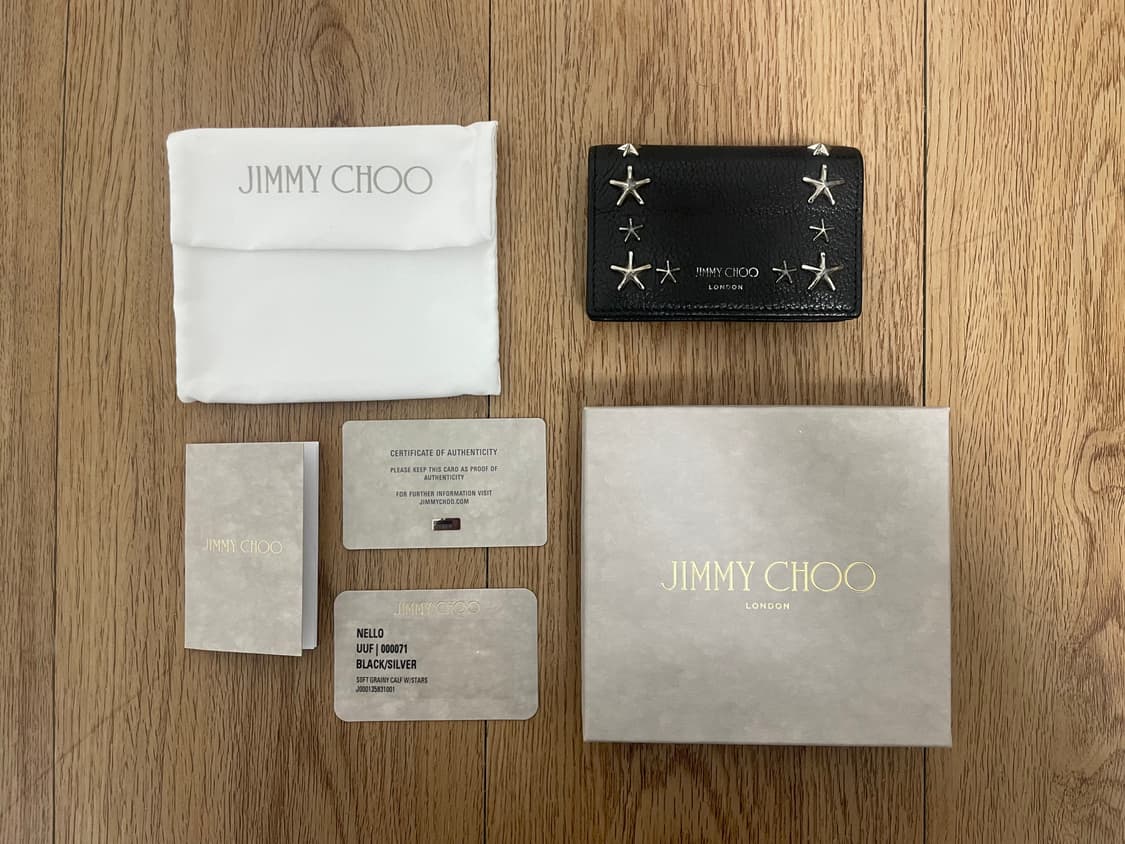 JIMMY CHOO
JIMMY CHOO
LONDON
JIMMY CHOO
CERTIFICATE OF AUTHENTICITY
PLEASE KEEP THIS CARD AS PROOF OF
AUTHENTICITY
FOR FURTHER INFORMATION VISIT
JIMMYCHOO.COM
JIMMY CHOO
NELLO
UUF | 000071
BLACK/SILVER
SOFT GRAINY CALF W/STARS
J000135831001
JIMMY CHOO
LONDON